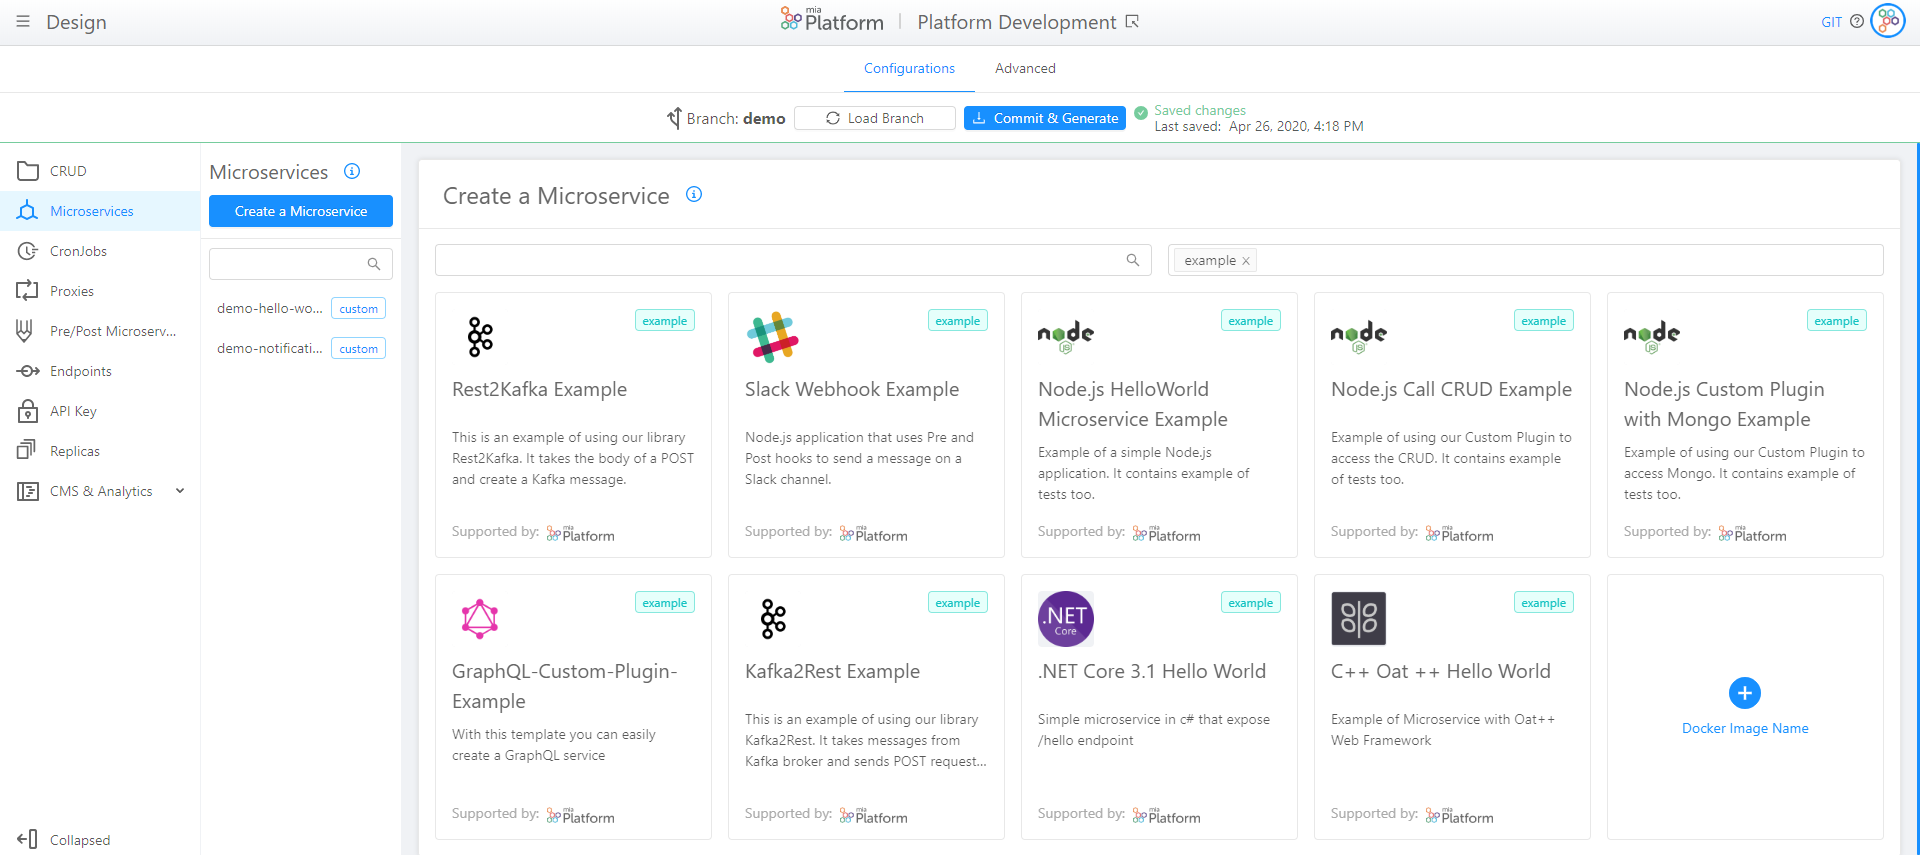 Design
mia
Platform
Platform Development
GIT
Configurations
Advanced
Branch: demo
Load Branch
Commit & Generate
Saved changes
Last saved: Apr 26, 2020, 4:18 PM
CRUD
Microservices
CronJobs
Proxies
Pre/Post Microserv...
Endpoints
API Key
Replicas
CMS & Analytics
Collapsed
Microservices
Create a Microservice
demo-hello-wo... custom
demo-notificati... custom
Create a Microservice
example x
example
Rest2Kafka Example
This is an example of using our library
Rest2Kafka. It takes the body of a POST
and create a Kafka message.
Supported by: mia Platform
example
Slack Webhook Example
Node.js application that uses Pre and
Post hooks to send a message on a
Slack channel.
Supported by: mia Platform
node
JS
example
Node.js HelloWorld
Microservice Example
Example of a simple Node.js
application. It contains example of
tests too.
Supported by: mia Platform
node
JS
example
Node.js Call CRUD Example
Example of using our Custom Plugin to
access the CRUD. It contains example
of tests too.
Supported by: mia Platform
node
JS
example
Node.js Custom Plugin
with Mongo Example
Example of using our Custom Plugin to
access Mongo. It contains example of
tests too.
Supported by: mia Platform
example
GraphQL-Custom-Plugin-
Example
With this template you can easily
create a GraphQL service
Supported by: mia Platform
example
Kafka2Rest Example
This is an example of using our library
Kafka2Rest. It takes messages from
Kafka broker and sends POST request...
Supported by: mia Platform
.NET
Core
example
.NET Core 3.1 Hello World
Simple microservice in c# that expose
/hello endpoint
Supported by: mia Platform
example
C++ Oat ++ Hello World
Example of Microservice with Oat++
Web Framework
Supported by: mia Platform
Docker Image Name